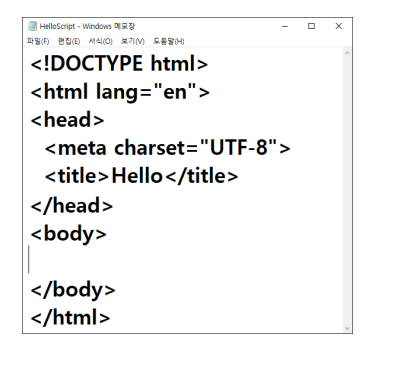 HelloScript - Windows 메모장
파일(F) 편집(E) 서식(O) 보기(V) 도움말(H)
<!DOCTYPE html>
<html lang="en">
<head>
<meta charset="UTF-8">
<title>Hello</title>
</head>
<body>
</body>
</html>